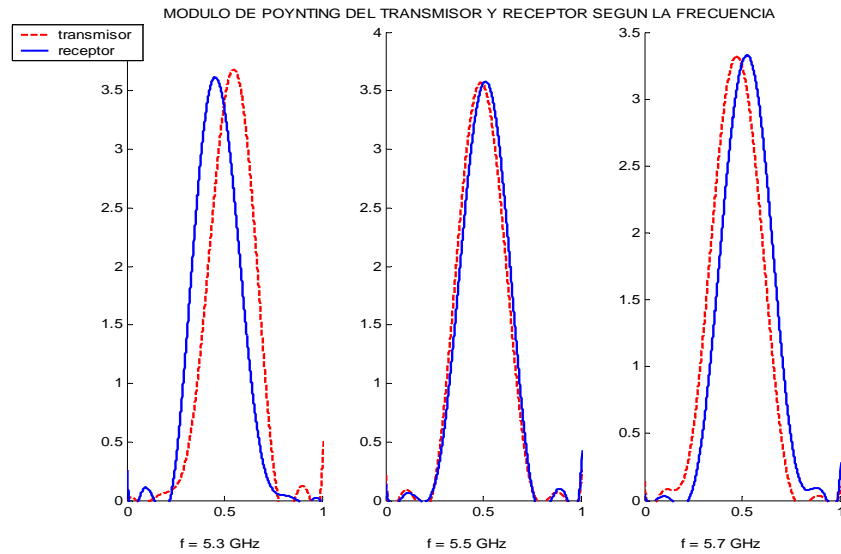 MODULO DE POYNTING DEL TRANSMISOR Y RECEPTOR SEGUN LA FRECUENCIA
transmisor
receptor
4
3.5
3
2.5
2
1.5
1
0.5
0
0 0.5 1
f = 5.3 GHz
4
3.5
3
2.5
2
1.5
1
0.5
0
0 0.5 1
f = 5.5 GHz
3.5
3
2.5
2
1.5
1
0.5
0
0 0.5 1
f = 5.7 GHz